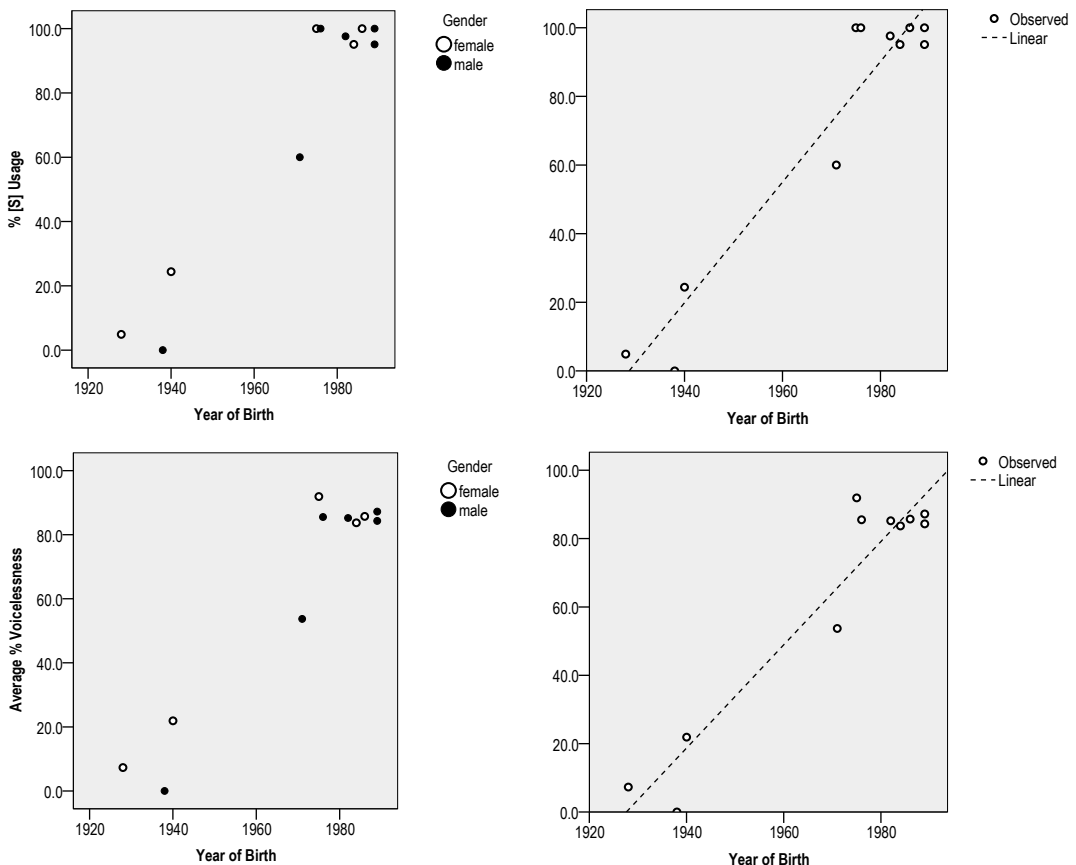 100.0
80.0
60.0
40.0
20.0
0.0
% [S] Usage
1920 1940 1960 1980
Year of Birth
Gender
female
male
100.0
80.0
60.0
40.0
20.0
0.0
1920 1940 1960 1980
Year of Birth
Observed
Linear
100.0
80.0
60.0
40.0
20.0
0.0
Average % Voicelessness
1920 1940 1960 1980
Year of Birth
Gender
female
male
100.0
80.0
60.0
40.0
20.0
0.0
1920 1940 1960 1980
Year of Birth
Observed
Linear